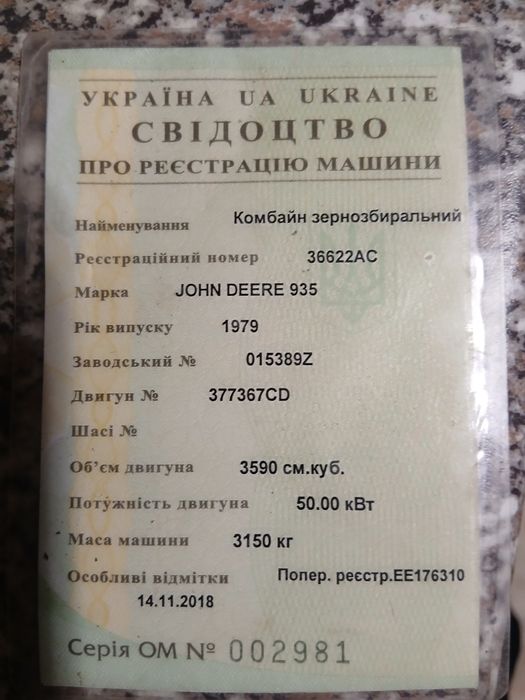 УКРАЇНА UA UKRAINE
СВІДОЦТВО
ПРО РЕЄСТРАЦІЮ МАШИНИ
Найменування Комбайн зернозбиральний
Реєстраційний номер 36622АС
Марка JOHN DEERE 935
Рік випуску 1979
Заводський № 015389Z
Двигун № 377367CD
Шасі №
Об'єм двигуна 3590 см.куб.
Потужність двигуна 50.00 кВт
Маса машини 3150 кг
Особливі відмітки Попер. реєстр.ЕЕ176310
14.11.2018
Серія ОМ № 002981